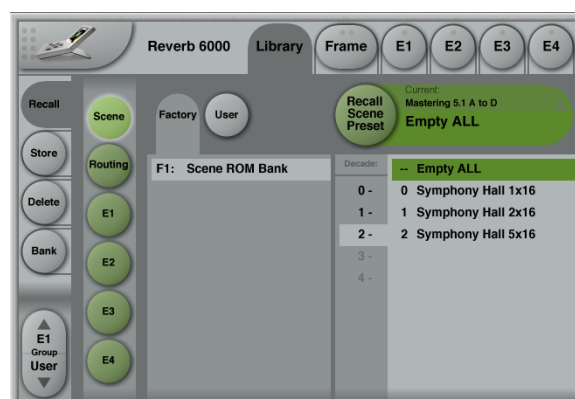 Reverb 6000
Library
Frame
E1
E2
E3
E4
Recall
Store
Delete
Bank
E1
Group
User
Scene
Routing
E1
E2
E3
E4
Factory
User
Recall
Scene
Preset
Current:
Mastering 5.1 A to D
Empty ALL
F1: Scene ROM Bank
Decade:
0 -
1 -
2 -
3 -
4 -
-- Empty ALL
0 Symphony Hall 1x16
1 Symphony Hall 2x16
2 Symphony Hall 5x16